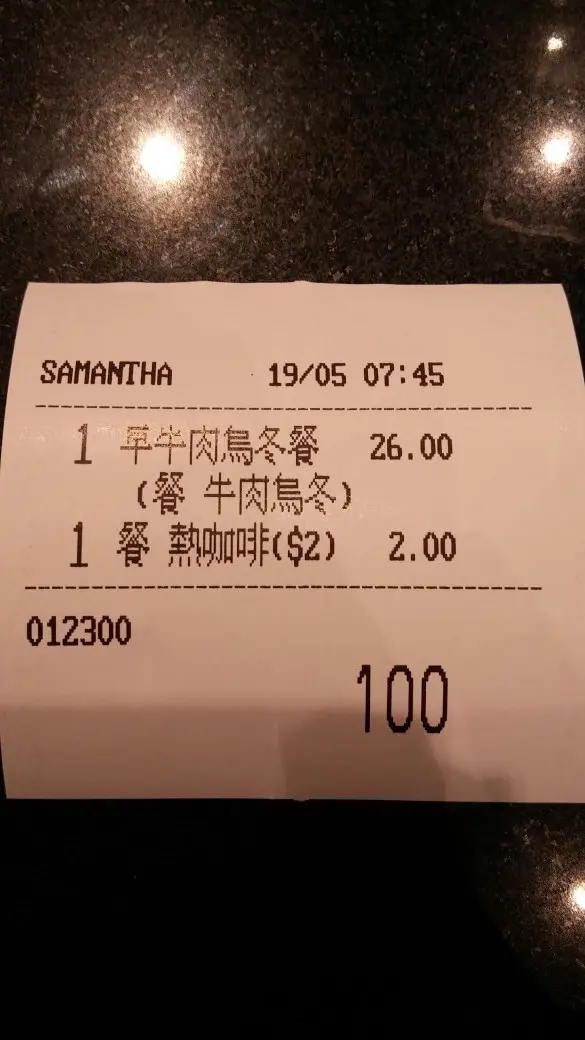 SAMANTHA 19/05 07:45
1 早牛肉烏冬餐 26.00
(餐 牛肉烏冬)
1 餐 熱咖啡($2) 2.00
012300
100